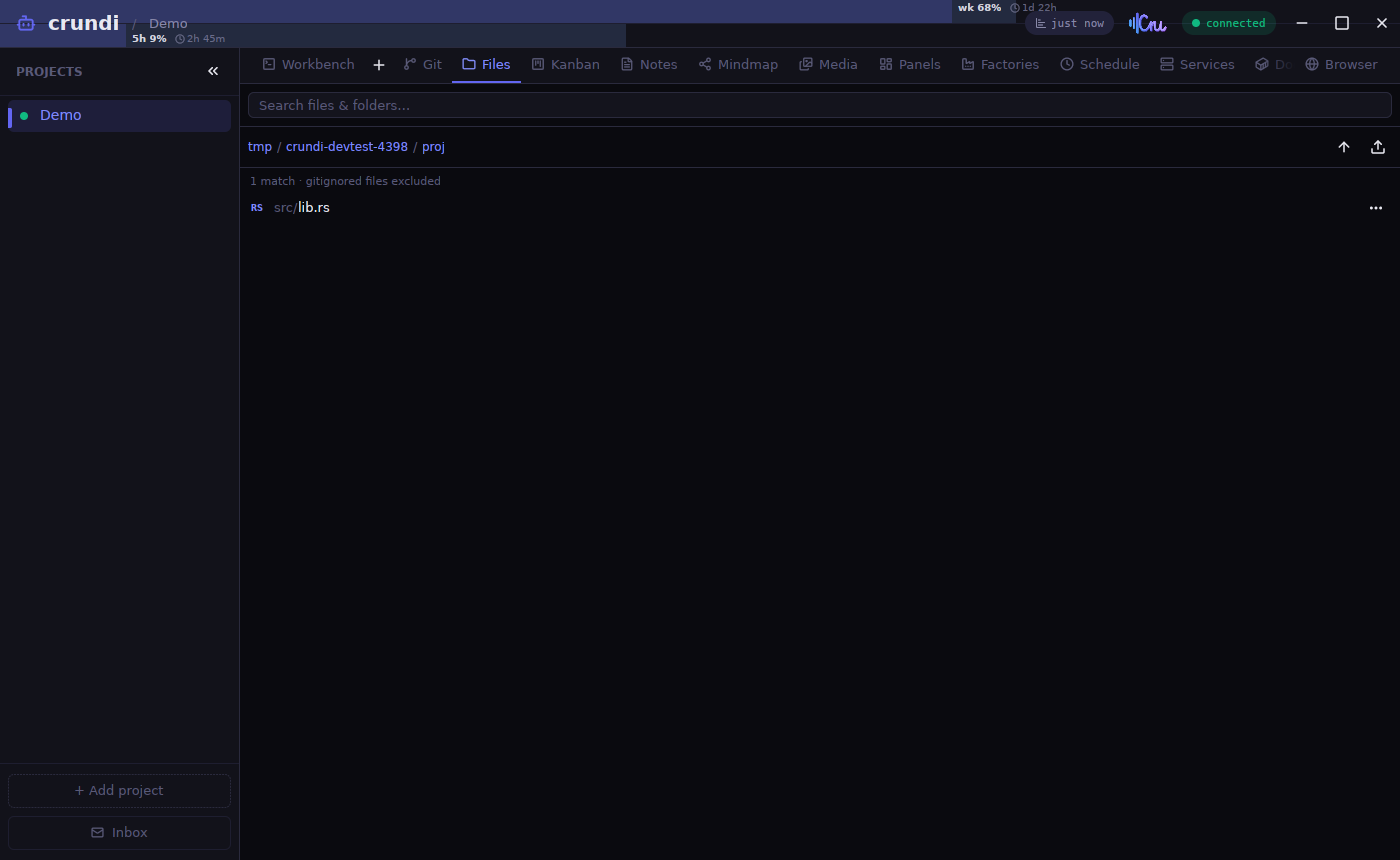 wk 68% 1d 22h
crundi / Demo
just now
connected
5h 9% 2h 45m
PROJECTS
Workbench
Git
Files
Kanban
Notes
Mindmap
Media
Panels
Factories
Schedule
Services
Browser
Demo
Search files & folders...
tmp / crundi-devtest-4398 / proj
1 match · gitignored files excluded
RS src/lib.rs
+ Add project
Inbox